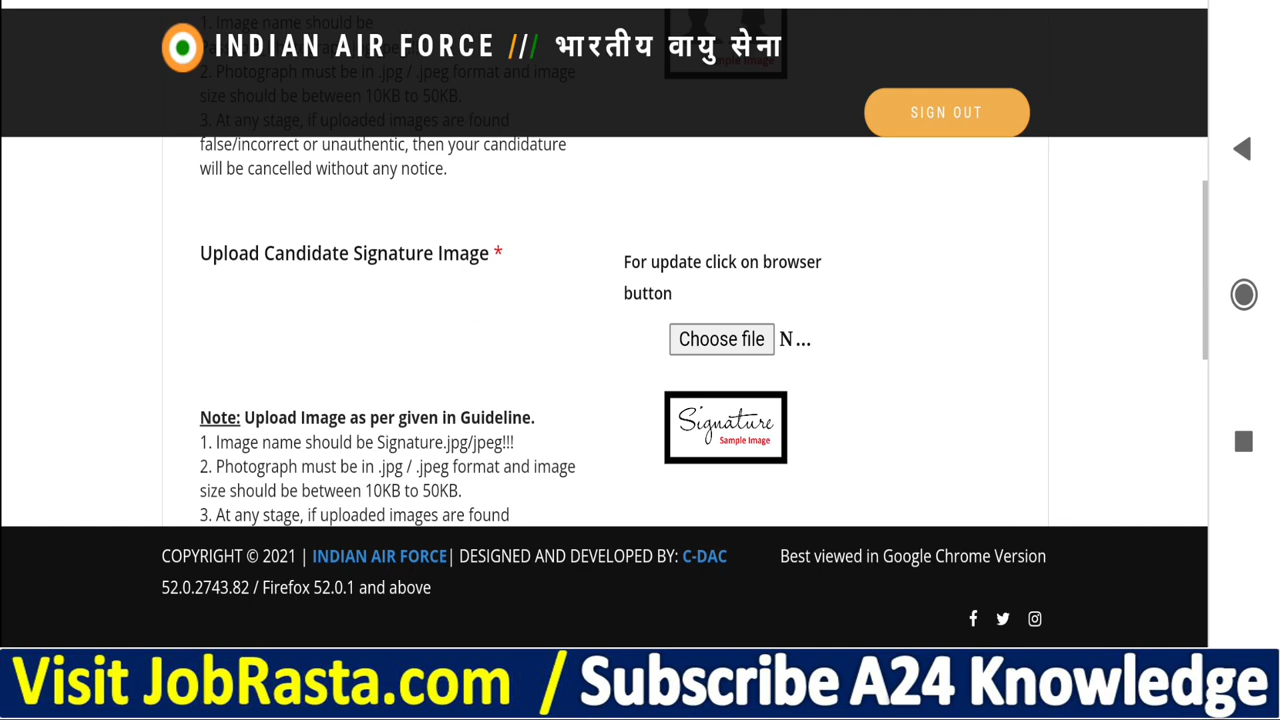 1. Image name should be
INDIAN AIR FORCE /// भारतीय वायु सेना
2. Photograph must be in .jpg / .jpeg format and image
Sample Image
size should be between 10KB to 50KB.
SIGN OUT
3. At any stage, if uploaded images are found
false/incorrect or unauthentic, then your candidature
will be cancelled without any notice.
Upload Candidate Signature Image *
For update click on browser
button
Choose file N...
Signature
Sample Image
Note: Upload Image as per given in Guideline.
1. Image name should be Signature.jpg/jpeg!!!
2. Photograph must be in .jpg / .jpeg format and image
size should be between 10KB to 50KB.
3. At any stage, if uploaded images are found
COPYRIGHT © 2021 | INDIAN AIR FORCE| DESIGNED AND DEVELOPED BY: C-DAC
Best viewed in Google Chrome Version
52.0.2743.82 / Firefox 52.0.1 and above
Visit JobRasta.com / Subscribe A24 Knowledge